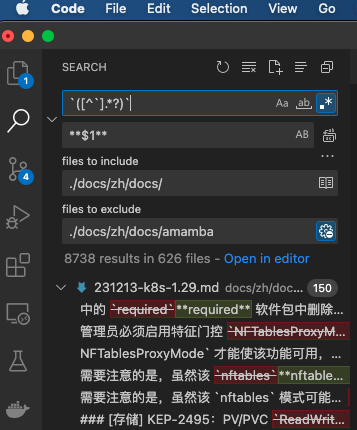 Code File Edit Selection View Go
SEARCH
`([^`].*?)`
Aa ab .*
**$1**
AB
files to include
./docs/zh/docs/
files to exclude
./docs/zh/docs/amamba
8738 results in 626 files - Open in editor
231213-k8s-1.29.md docs/zh/doc... 150
中的 `required`**required** 软件包中删除...
管理员必须启用特征门控 `NFTablesProxyM...
NFTablesProxyMode` 才能使该功能可用，...
需要注意的是，虽然该 `nftables`**nftable...
需要注意的是，虽然该 `nftables` 模式可能...
### [存储] KEP-2495：PV/PVC `ReadWrit...
1
4